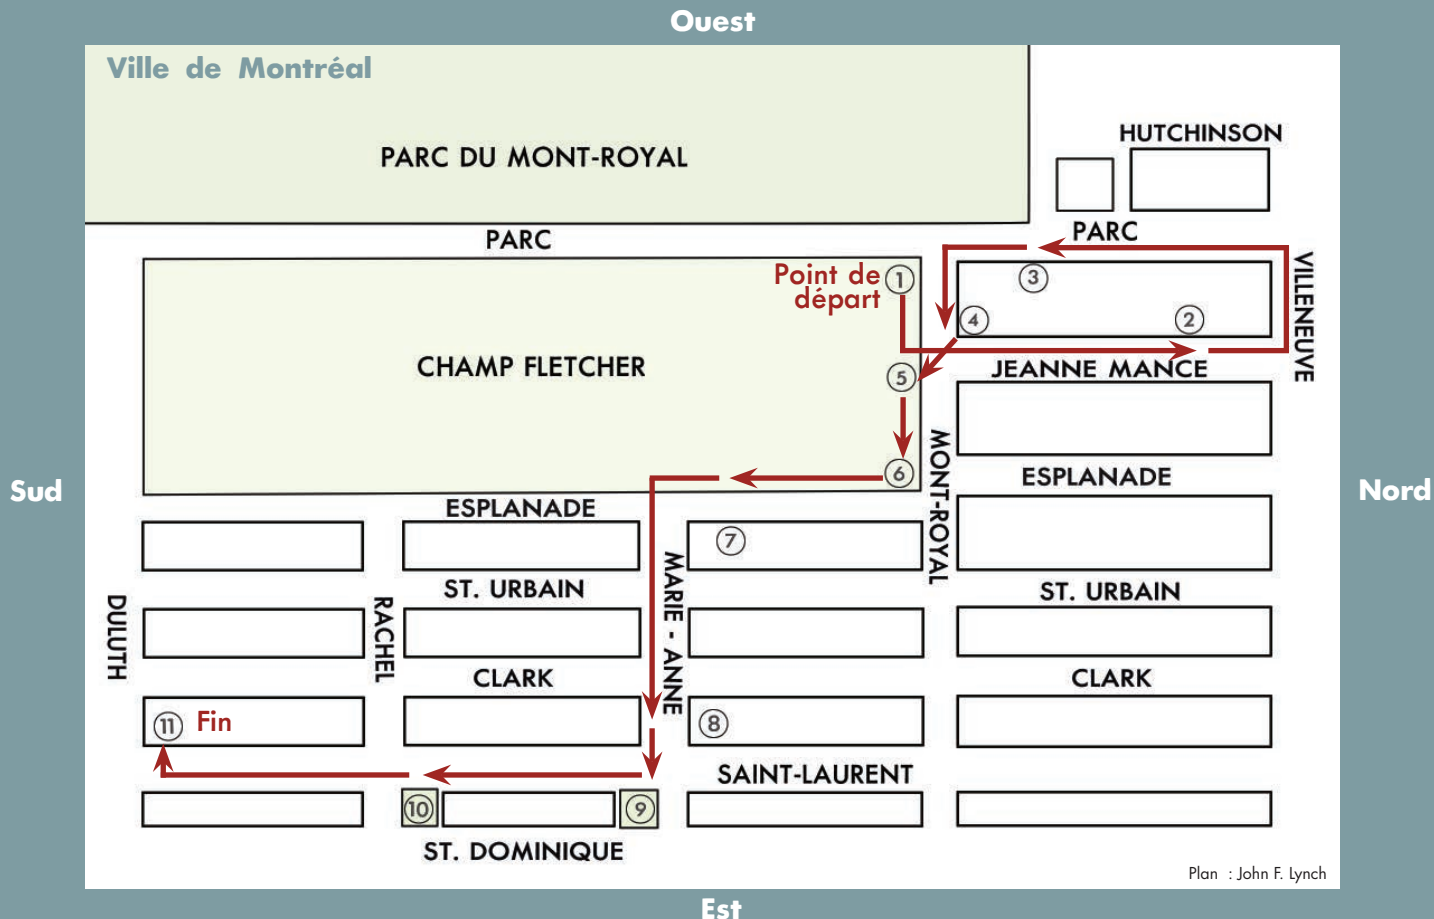 Ouest
Ville de Montréal
HUTCHINSON
PARC DU MONT-ROYAL
PARC
PARC
VILLENEUVE
Point de
départ
1
3
4
2
CHAMP FLETCHER
5
JEANNE MANCE
MONT-ROYAL
6
ESPLANADE
Sud
Nord
ESPLANADE
7
MARIE - ANNE
ST. URBAIN
ST. URBAIN
DULUTH
RACHEL
CLARK
CLARK
11
Fin
8
SAINT-LAURENT
10
9
ST. DOMINIQUE
Plan : John F. Lynch
Est